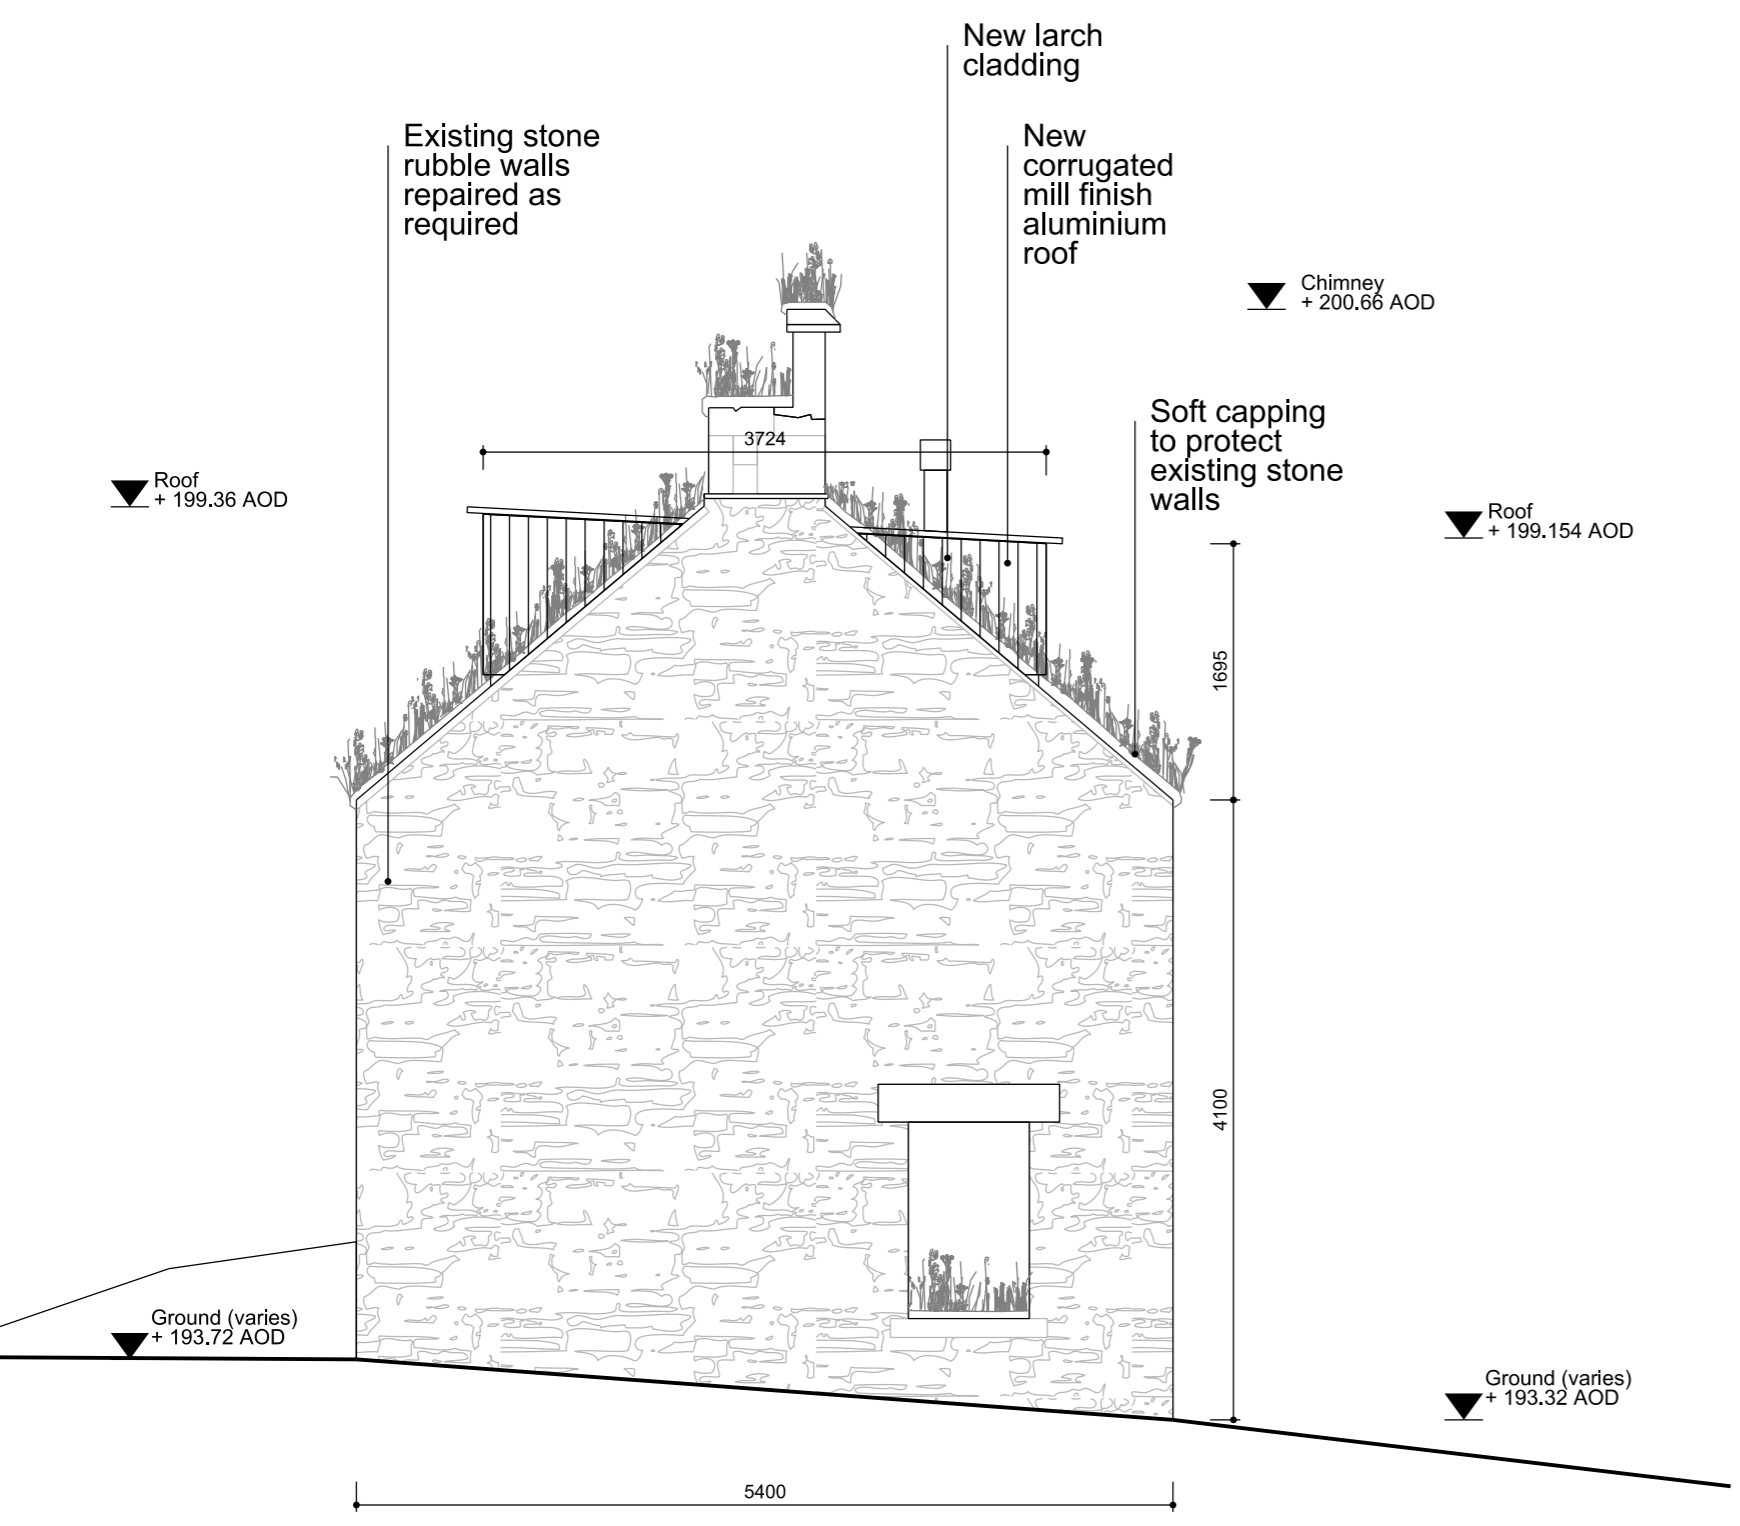 New larch
cladding
Existing stone
rubble walls
repaired as
required
New
corrugated
mill finish
aluminium
roof
Chimney
+ 200.66 AOD
Soft capping
to protect
existing stone
walls
3724
Roof
+ 199.36 AOD
Roof
+ 199.154 AOD
1695
4100
Ground (varies)
+ 193.72 AOD
Ground (varies)
+ 193.32 AOD
5400